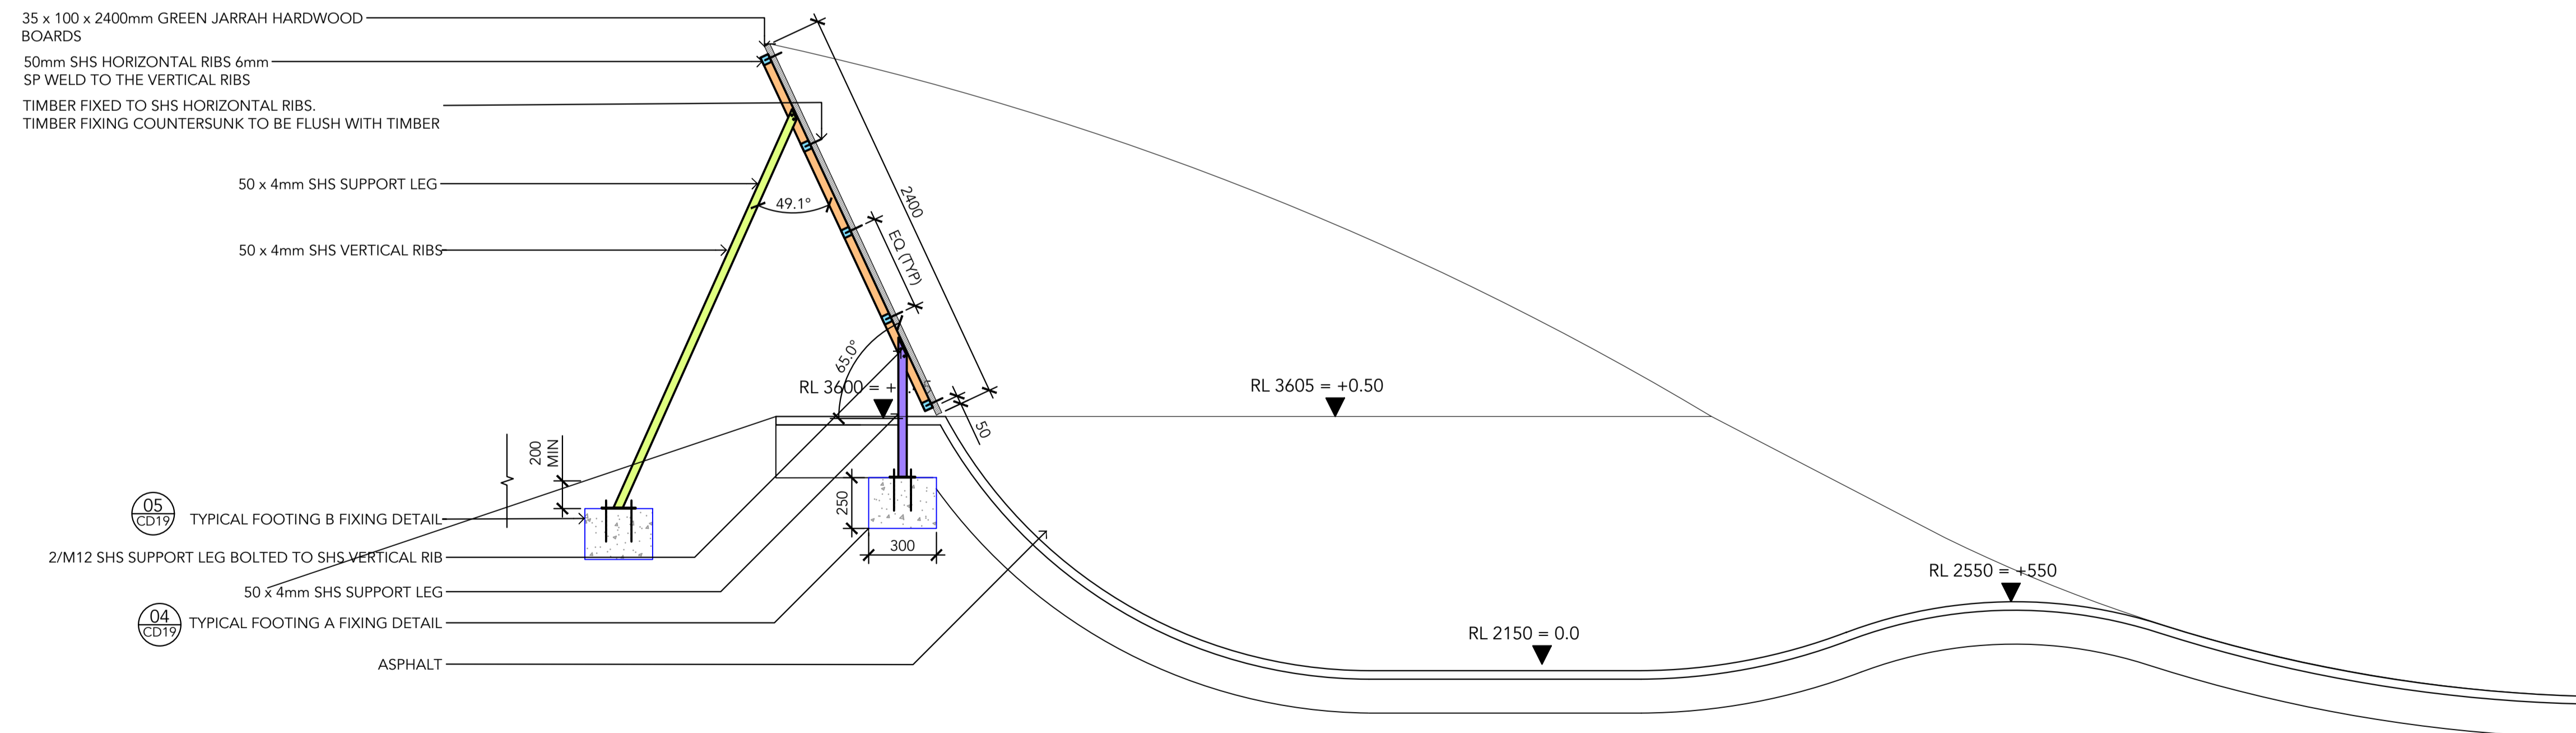 35 x 100 x 2400mm GREEN JARRAH HARDWOOD
BOARDS
50mm SHS HORIZONTAL RIBS 6mm
SP WELD TO THE VERTICAL RIBS
TIMBER FIXED TO SHS HORIZONTAL RIBS.
TIMBER FIXING COUNTERSUNK TO BE FLUSH WITH TIMBER
50 x 4mm SHS SUPPORT LEG
49.1°
2400
50 x 4mm SHS VERTICAL RIBS
EQ (TYP)
65.0°
RL 3600 = +
RL 3605 = +0.50
50
200
MIN
250
300
05
CD19
TYPICAL FOOTING B FIXING DETAIL
2/M12 SHS SUPPORT LEG BOLTED TO SHS VERTICAL RIB
50 x 4mm SHS SUPPORT LEG
04
CD19
TYPICAL FOOTING A FIXING DETAIL
ASPHALT
RL 2150 = 0.0
RL 2550 = +550